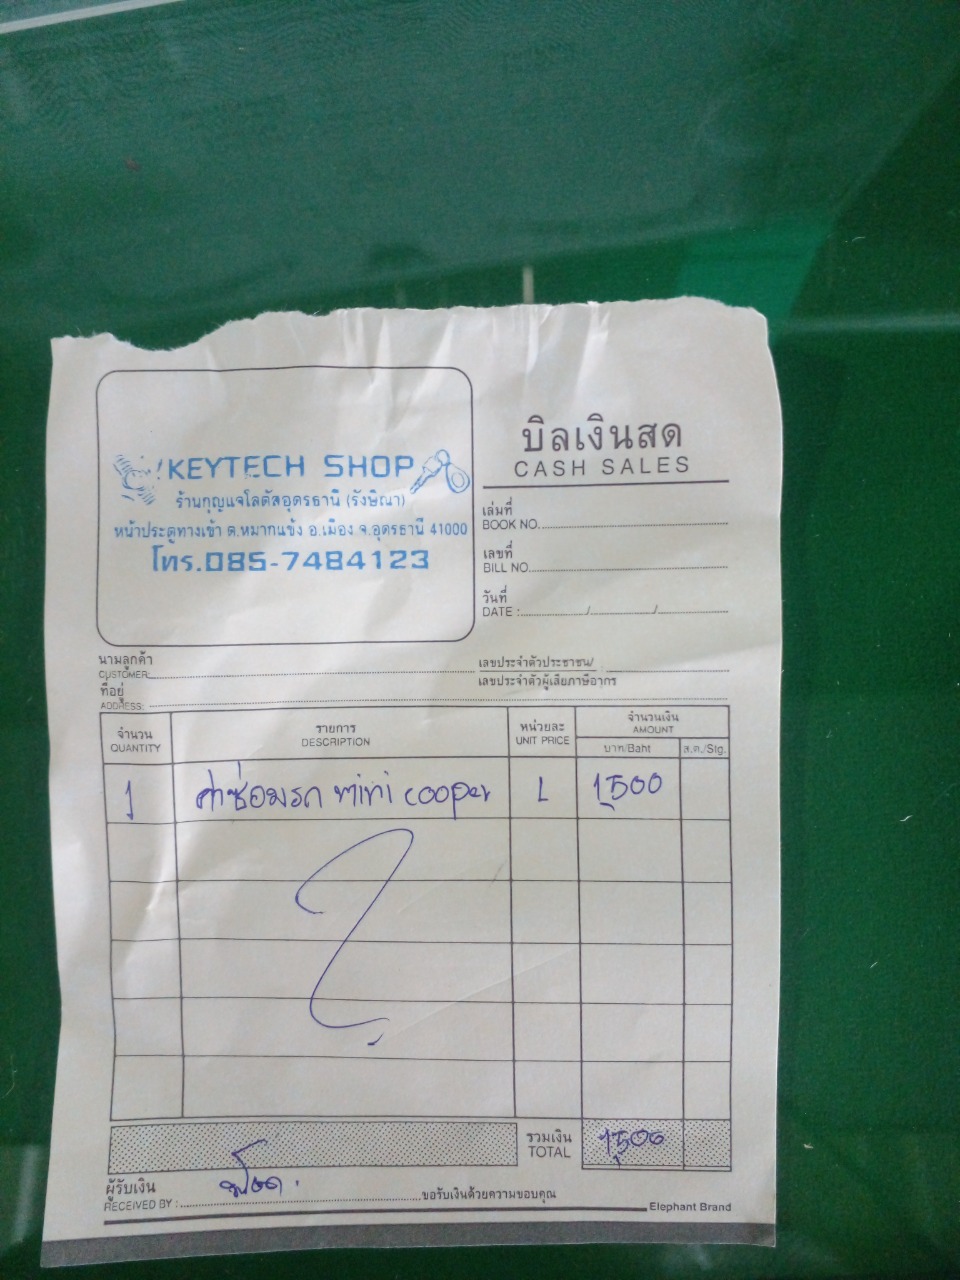 KEYTECH SHOP
ร้านกุญแจโลตัสอุดรธานี (รังษิณา)
หน้าประตูทางเข้า ต.หมากแข้ง อ.เมือง จ.อุดรธานี 41000
โทร.085-7484123
บิลเงินสด
CASH SALES
เล่มที่
BOOK NO.
เลขที่
BILL NO.
วันที่
DATE : / /
นามลูกค้า
CUSTOMER:
เลขประจำตัวประชาชน/
เลขประจำตัวผู้เสียภาษีอากร
ที่อยู่
ADDRESS:
จำนวน
QUANTITY
รายการ
DESCRIPTION
หน่วยละ
UNIT PRICE
จำนวนเงิน
AMOUNT
บาท/Baht ส.ต./Stg.
1 ค่าซ่อมรถ mini cooper 1500
รวมเงิน
TOTAL
1500
ผู้รับเงิน
RECEIVED BY :
ขอรับเงินด้วยความขอบคุณ
Elephant Brand